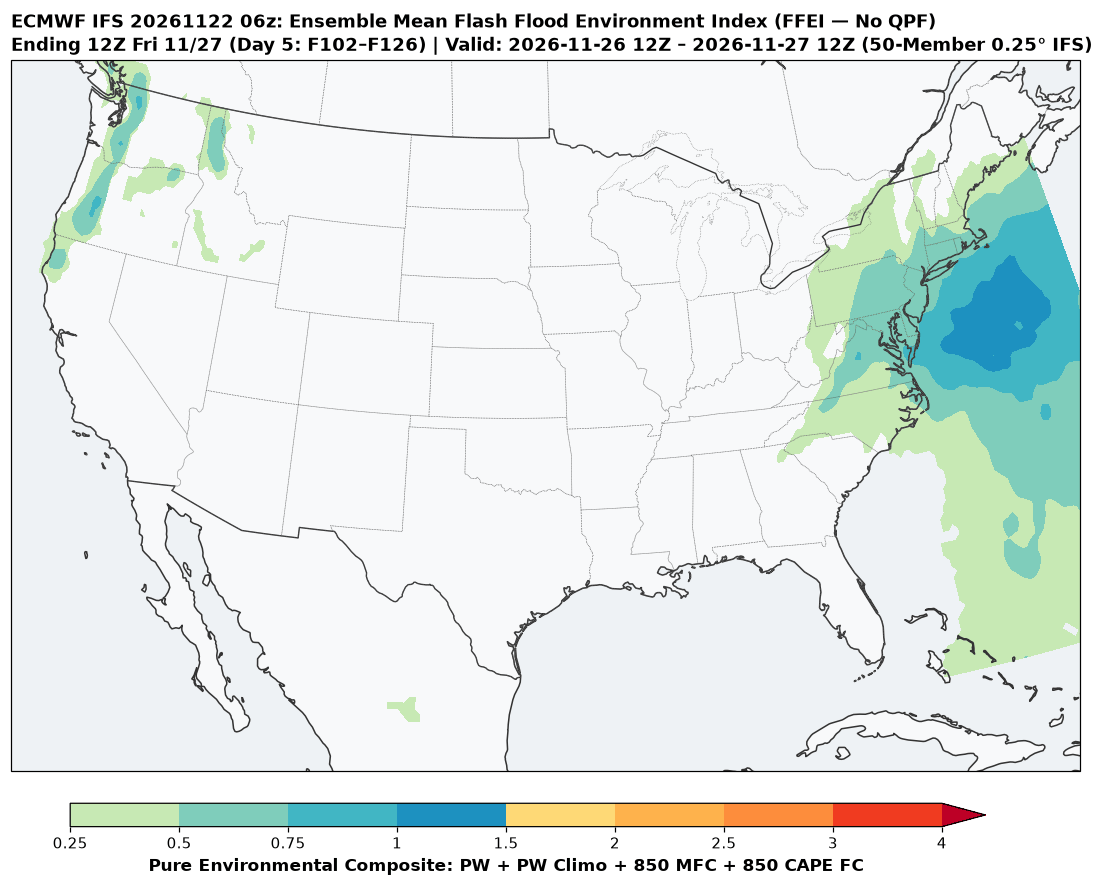 ECMWF IFS 20261122 06z: Ensemble Mean Flash Flood Environment Index (FFEI — No QPF)
Ending 12Z Fri 11/27 (Day 5: F102–F126) | Valid: 2026-11-26 12Z – 2026-11-27 12Z (50-Member 0.25° IFS)
0.25 0.5 0.75 1 1.5 2 2.5 3 4
Pure Environmental Composite: PW + PW Climo + 850 MFC + 850 CAPE FC